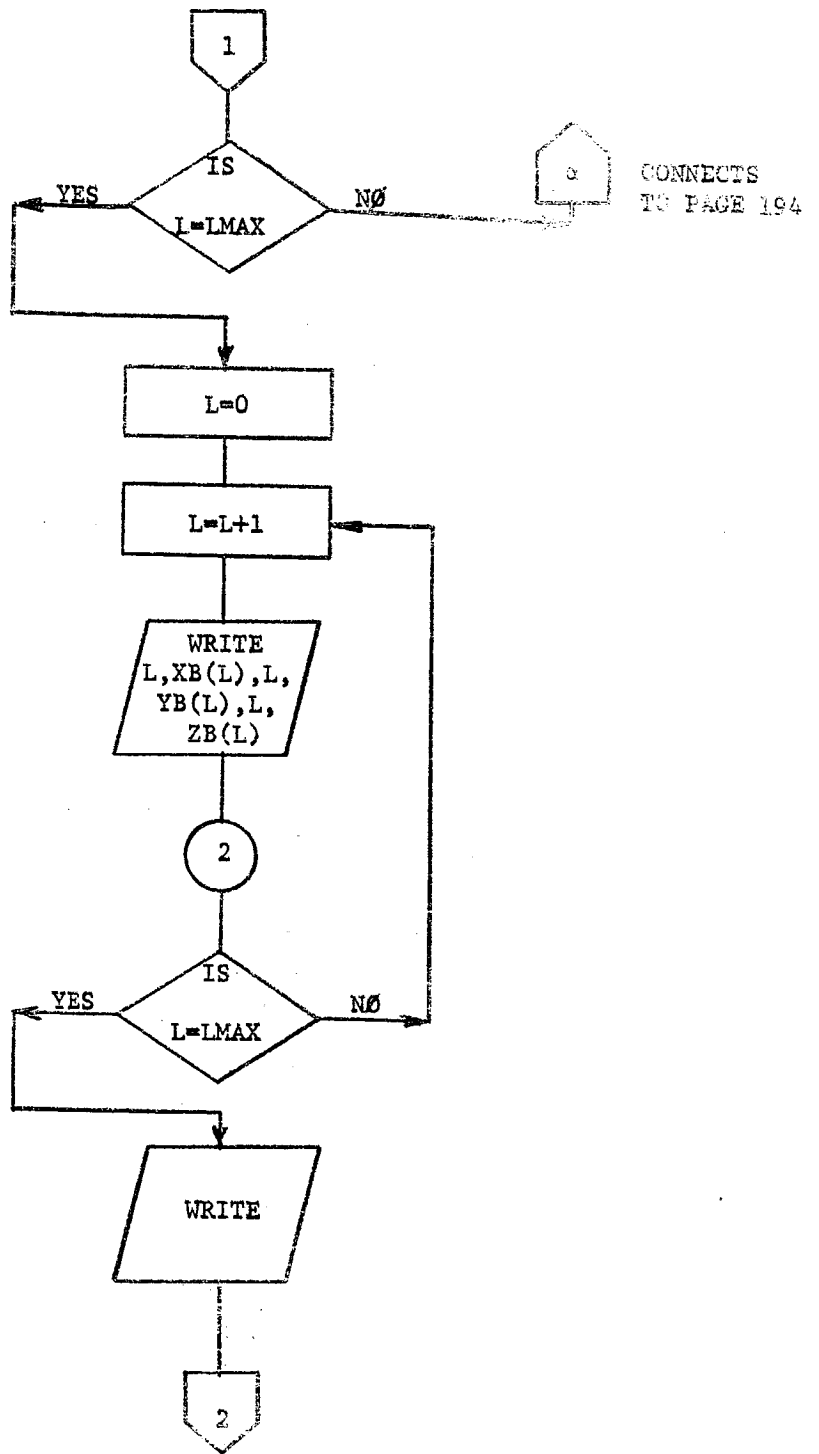 1
IS
YES
NØ
L=LMAX
α
CONNECTS
TO PAGE 194
L=0
L=L+1
WRITE
L,XB(L),L,
YB(L),L,
ZB(L)
2
IS
YES
NØ
L=LMAX
WRITE
2